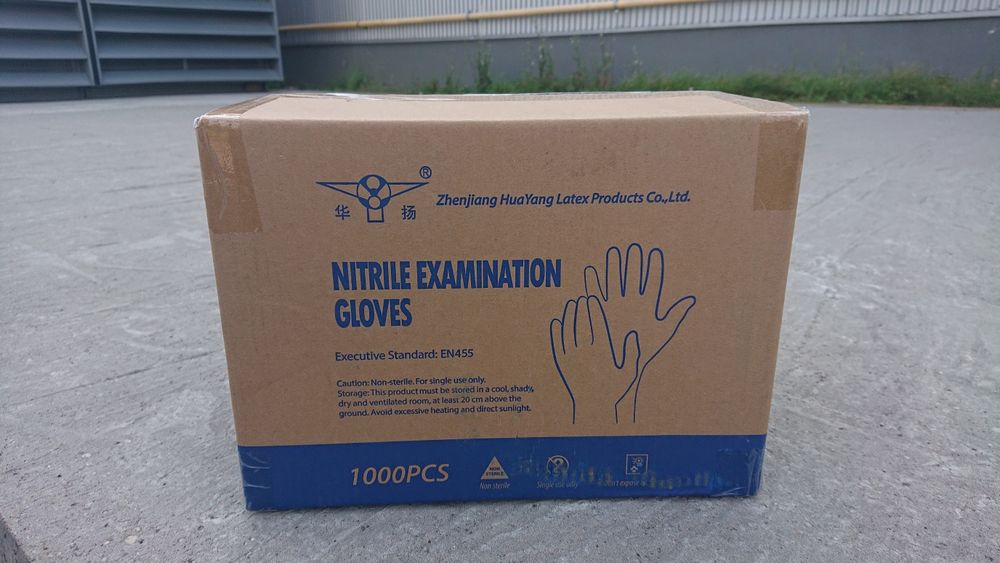 ®
华 扬
Zhenjiang HuaYang Latex Products Co.,Ltd.
NITRILE EXAMINATION
GLOVES
Executive Standard: EN455
Caution: Non-sterile. For single use only.
Storage: This product must be stored in a cool, shady,
dry and ventilated room, at least 20 cm above the
ground. Avoid excessive heating and direct sunlight.
1000PCS
NON
STERILE
Non sterile
Single use only
expose